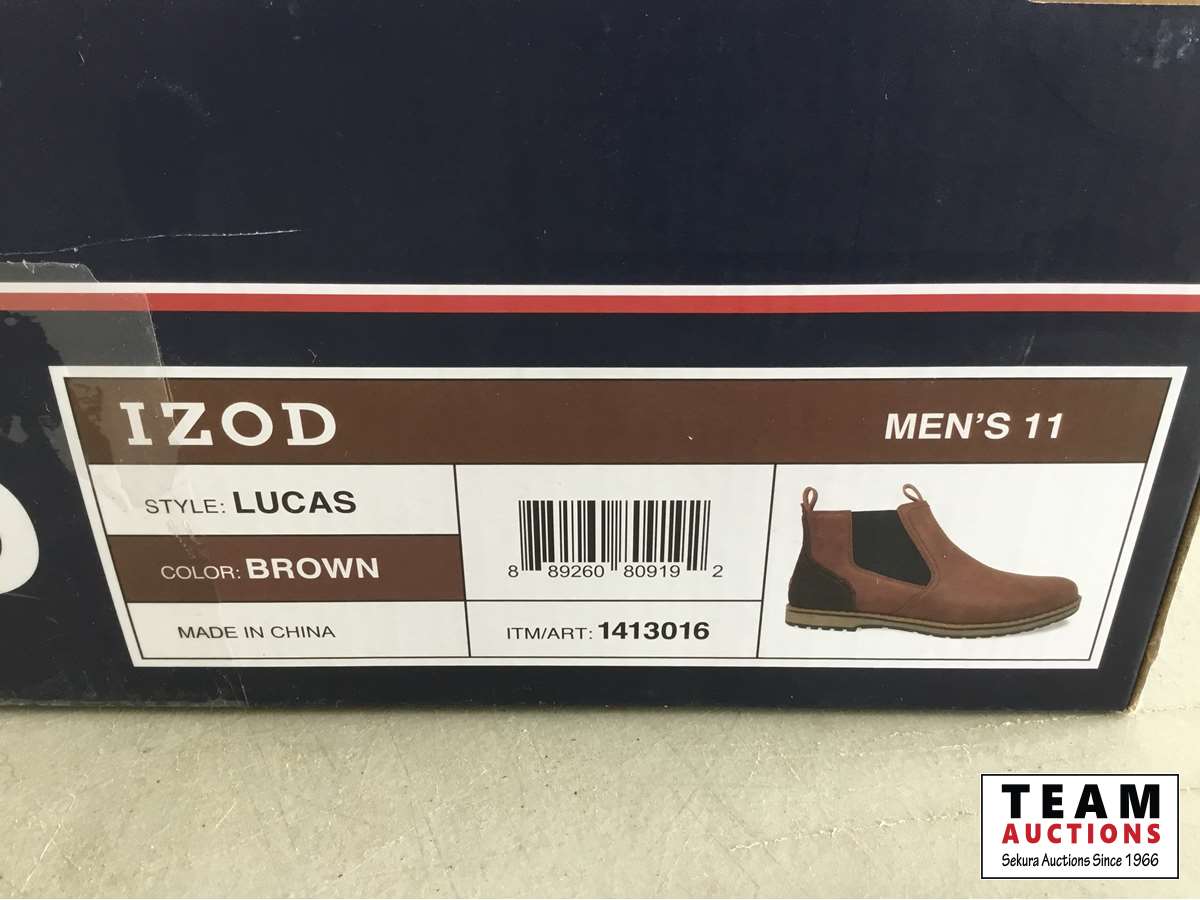 IZOD
MEN'S 11
STYLE: LUCAS
COLOR: BROWN
MADE IN CHINA
8 89260 80919 2
ITM/ART: 1413016
TEAM
AUCTIONS
Sekura Auctions Since 1966